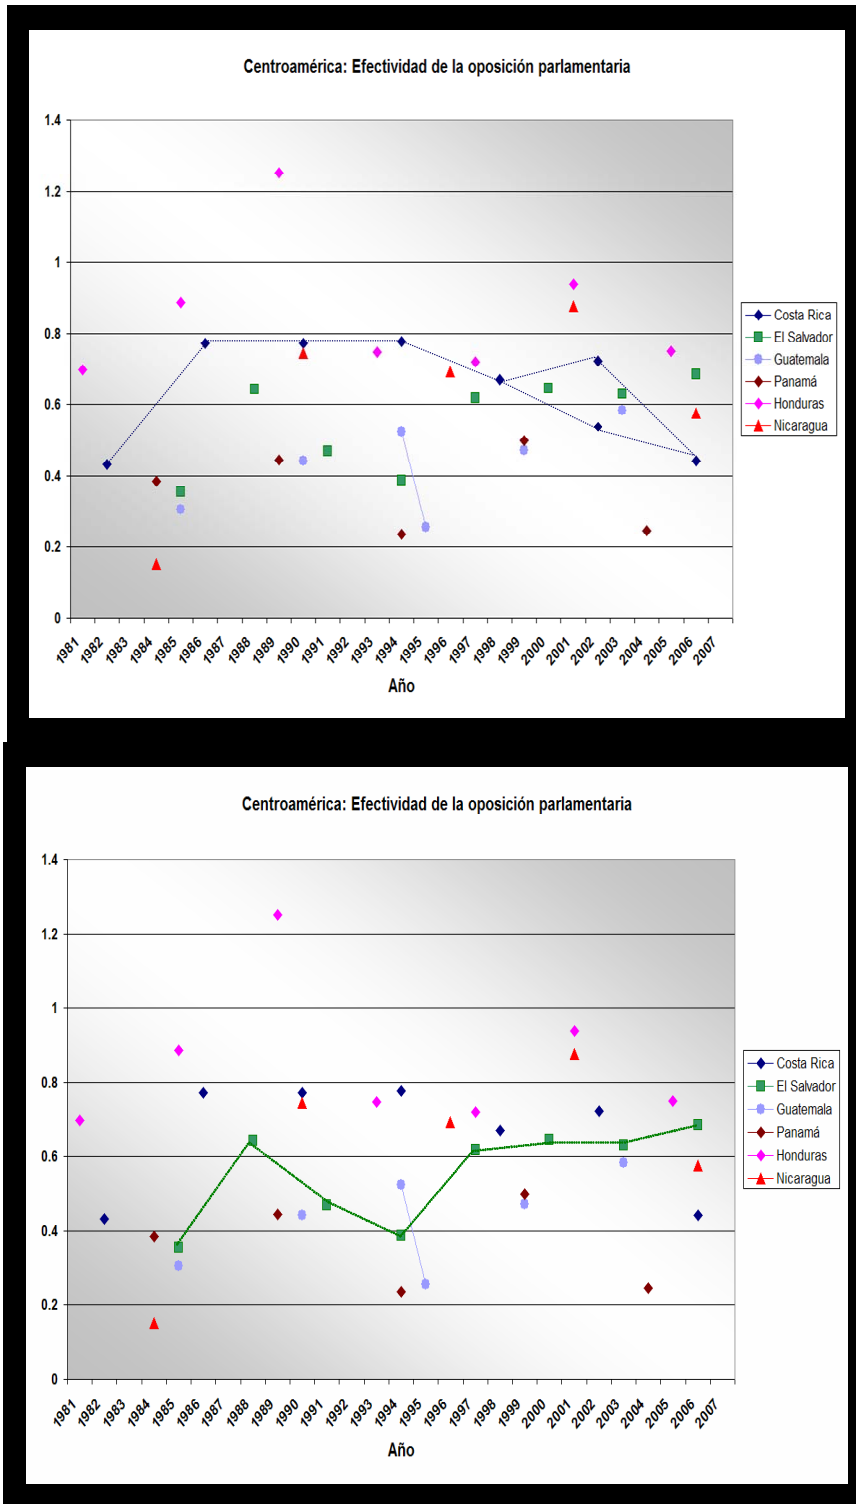 Centroamérica: Efectividad de la oposición parlamentaria
1.4
1.2
1
0.8
0.6
0.4
0.2
0
1981 1982 1983 1984 1985 1986 1987 1988 1989 1990 1991 1992 1993 1994 1995 1996 1997 1998 1999 2000 2001 2002 2003 2004 2005 2006 2007
Año
Costa Rica
El Salvador
Guatemala
Panamá
Honduras
Nicaragua
Centroamérica: Efectividad de la oposición parlamentaria
1.4
1.2
1
0.8
0.6
0.4
0.2
0
1981 1982 1983 1984 1985 1986 1987 1988 1989 1990 1991 1992 1993 1994 1995 1996 1997 1998 1999 2000 2001 2002 2003 2004 2005 2006 2007
Año
Costa Rica
El Salvador
Guatemala
Panamá
Honduras
Nicaragua